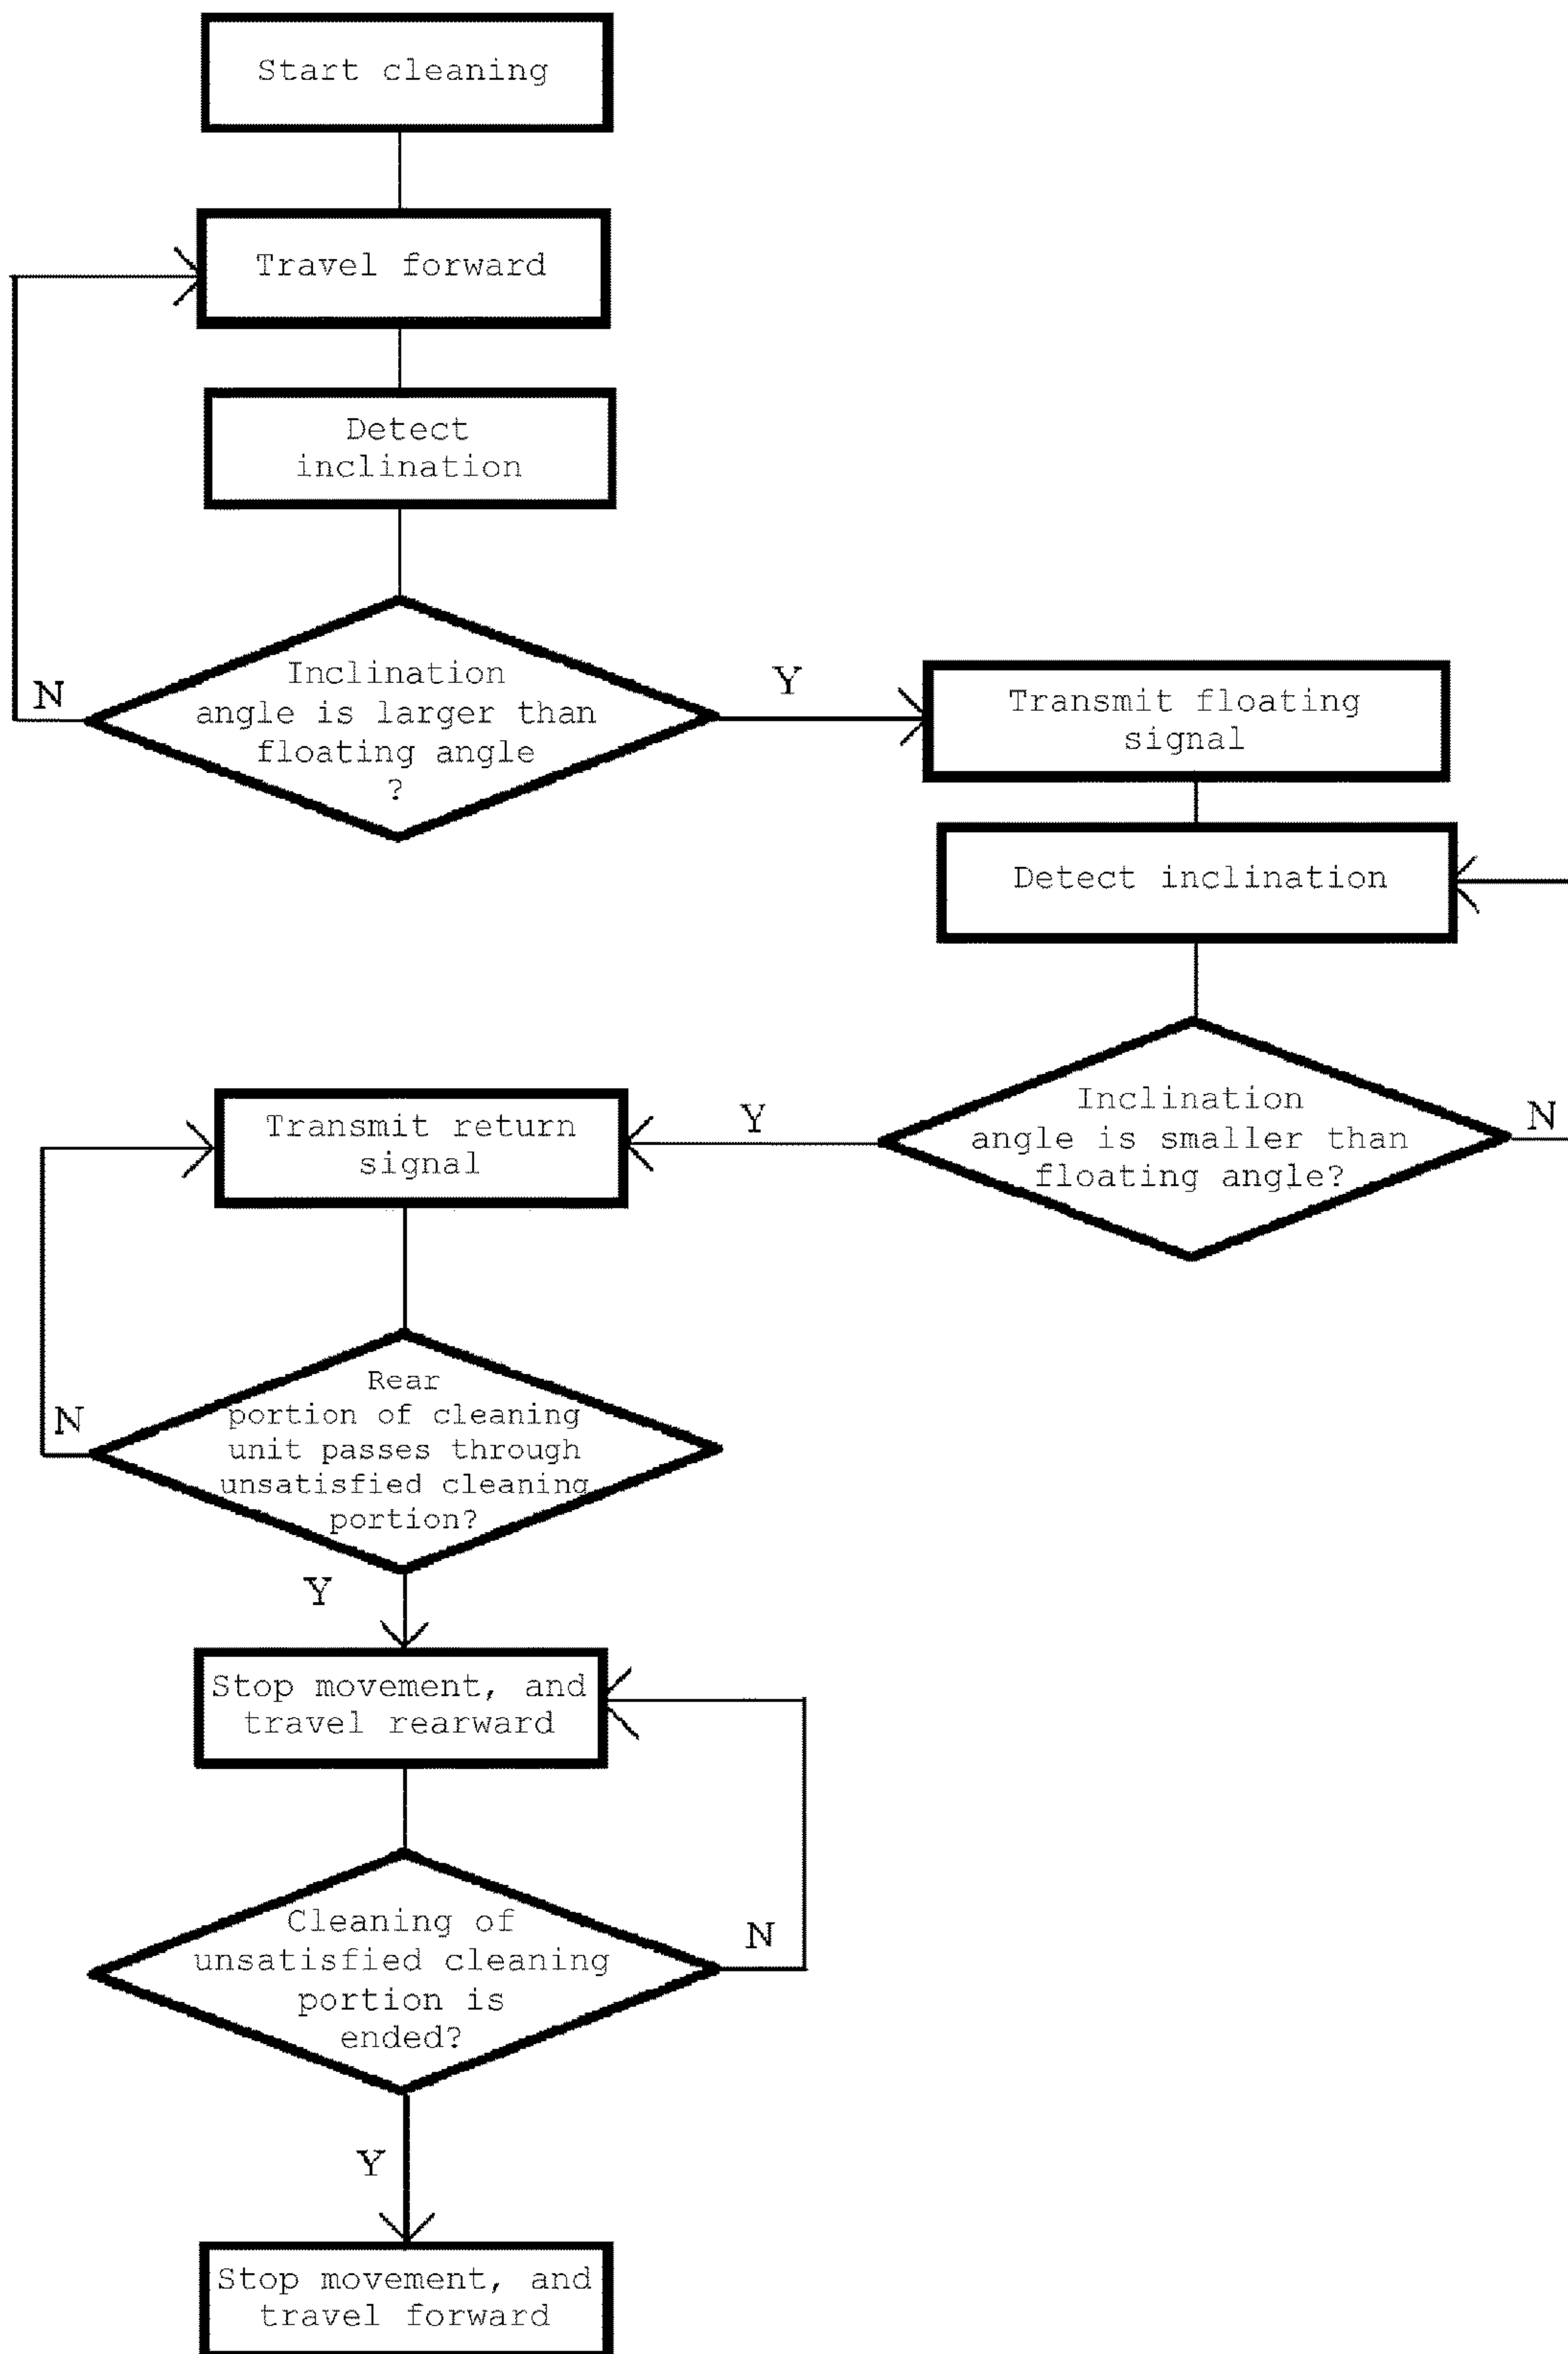 Start cleaning
Travel forward
Detect
inclination
Inclination
angle is larger than
floating angle
?
N
Y
Transmit floating
signal
Detect inclination
Inclination
angle is smaller than
floating angle?
N
Y
Transmit return
signal
Rear
portion of cleaning
unit passes through
unsatisfied cleaning
portion?
N
Y
Stop movement, and
travel rearward
Cleaning of
unsatisfied cleaning
portion is
ended?
N
Y
Stop movement, and
travel forward